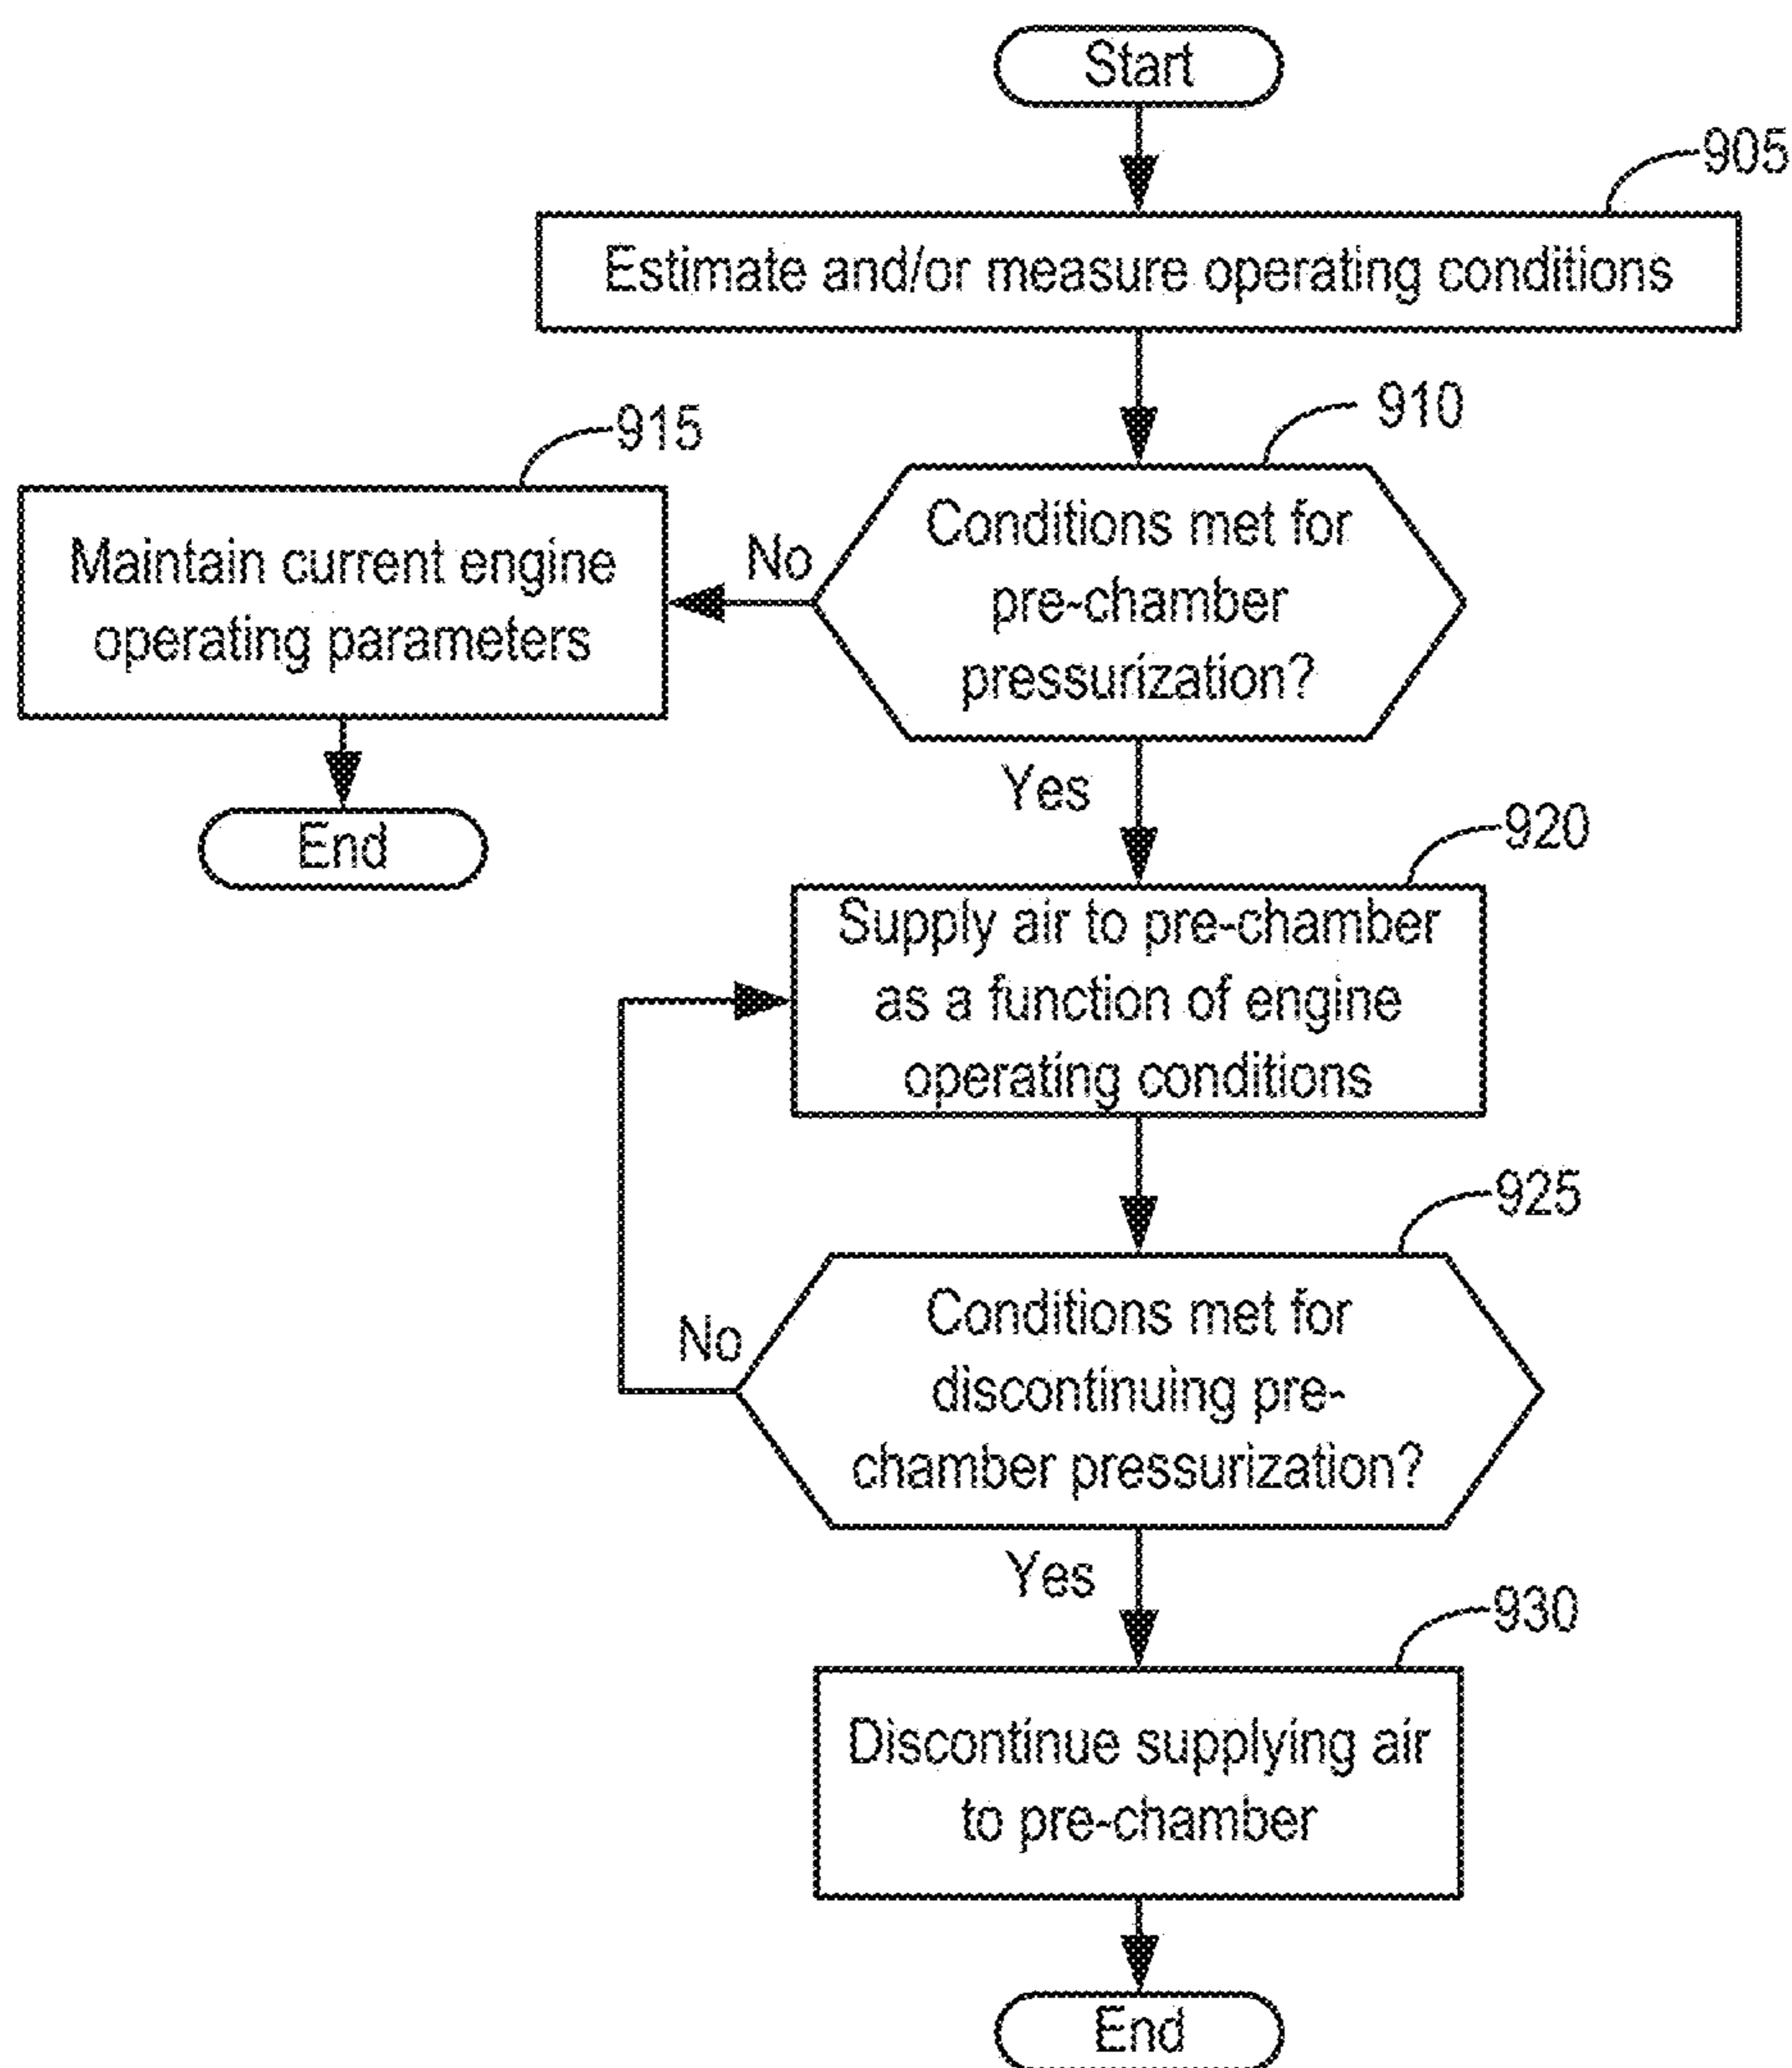 Start
905
Estimate and/or measure operating conditions
910
915
Conditions met for
pre-chamber
pressurization?
No
Maintain current engine
operating parameters
End
Yes
920
Supply air to pre-chamber
as a function of engine
operating conditions
925
Conditions met for
discontinuing pre-
chamber pressurization?
No
Yes
930
Discontinue supplying air
to pre-chamber
End